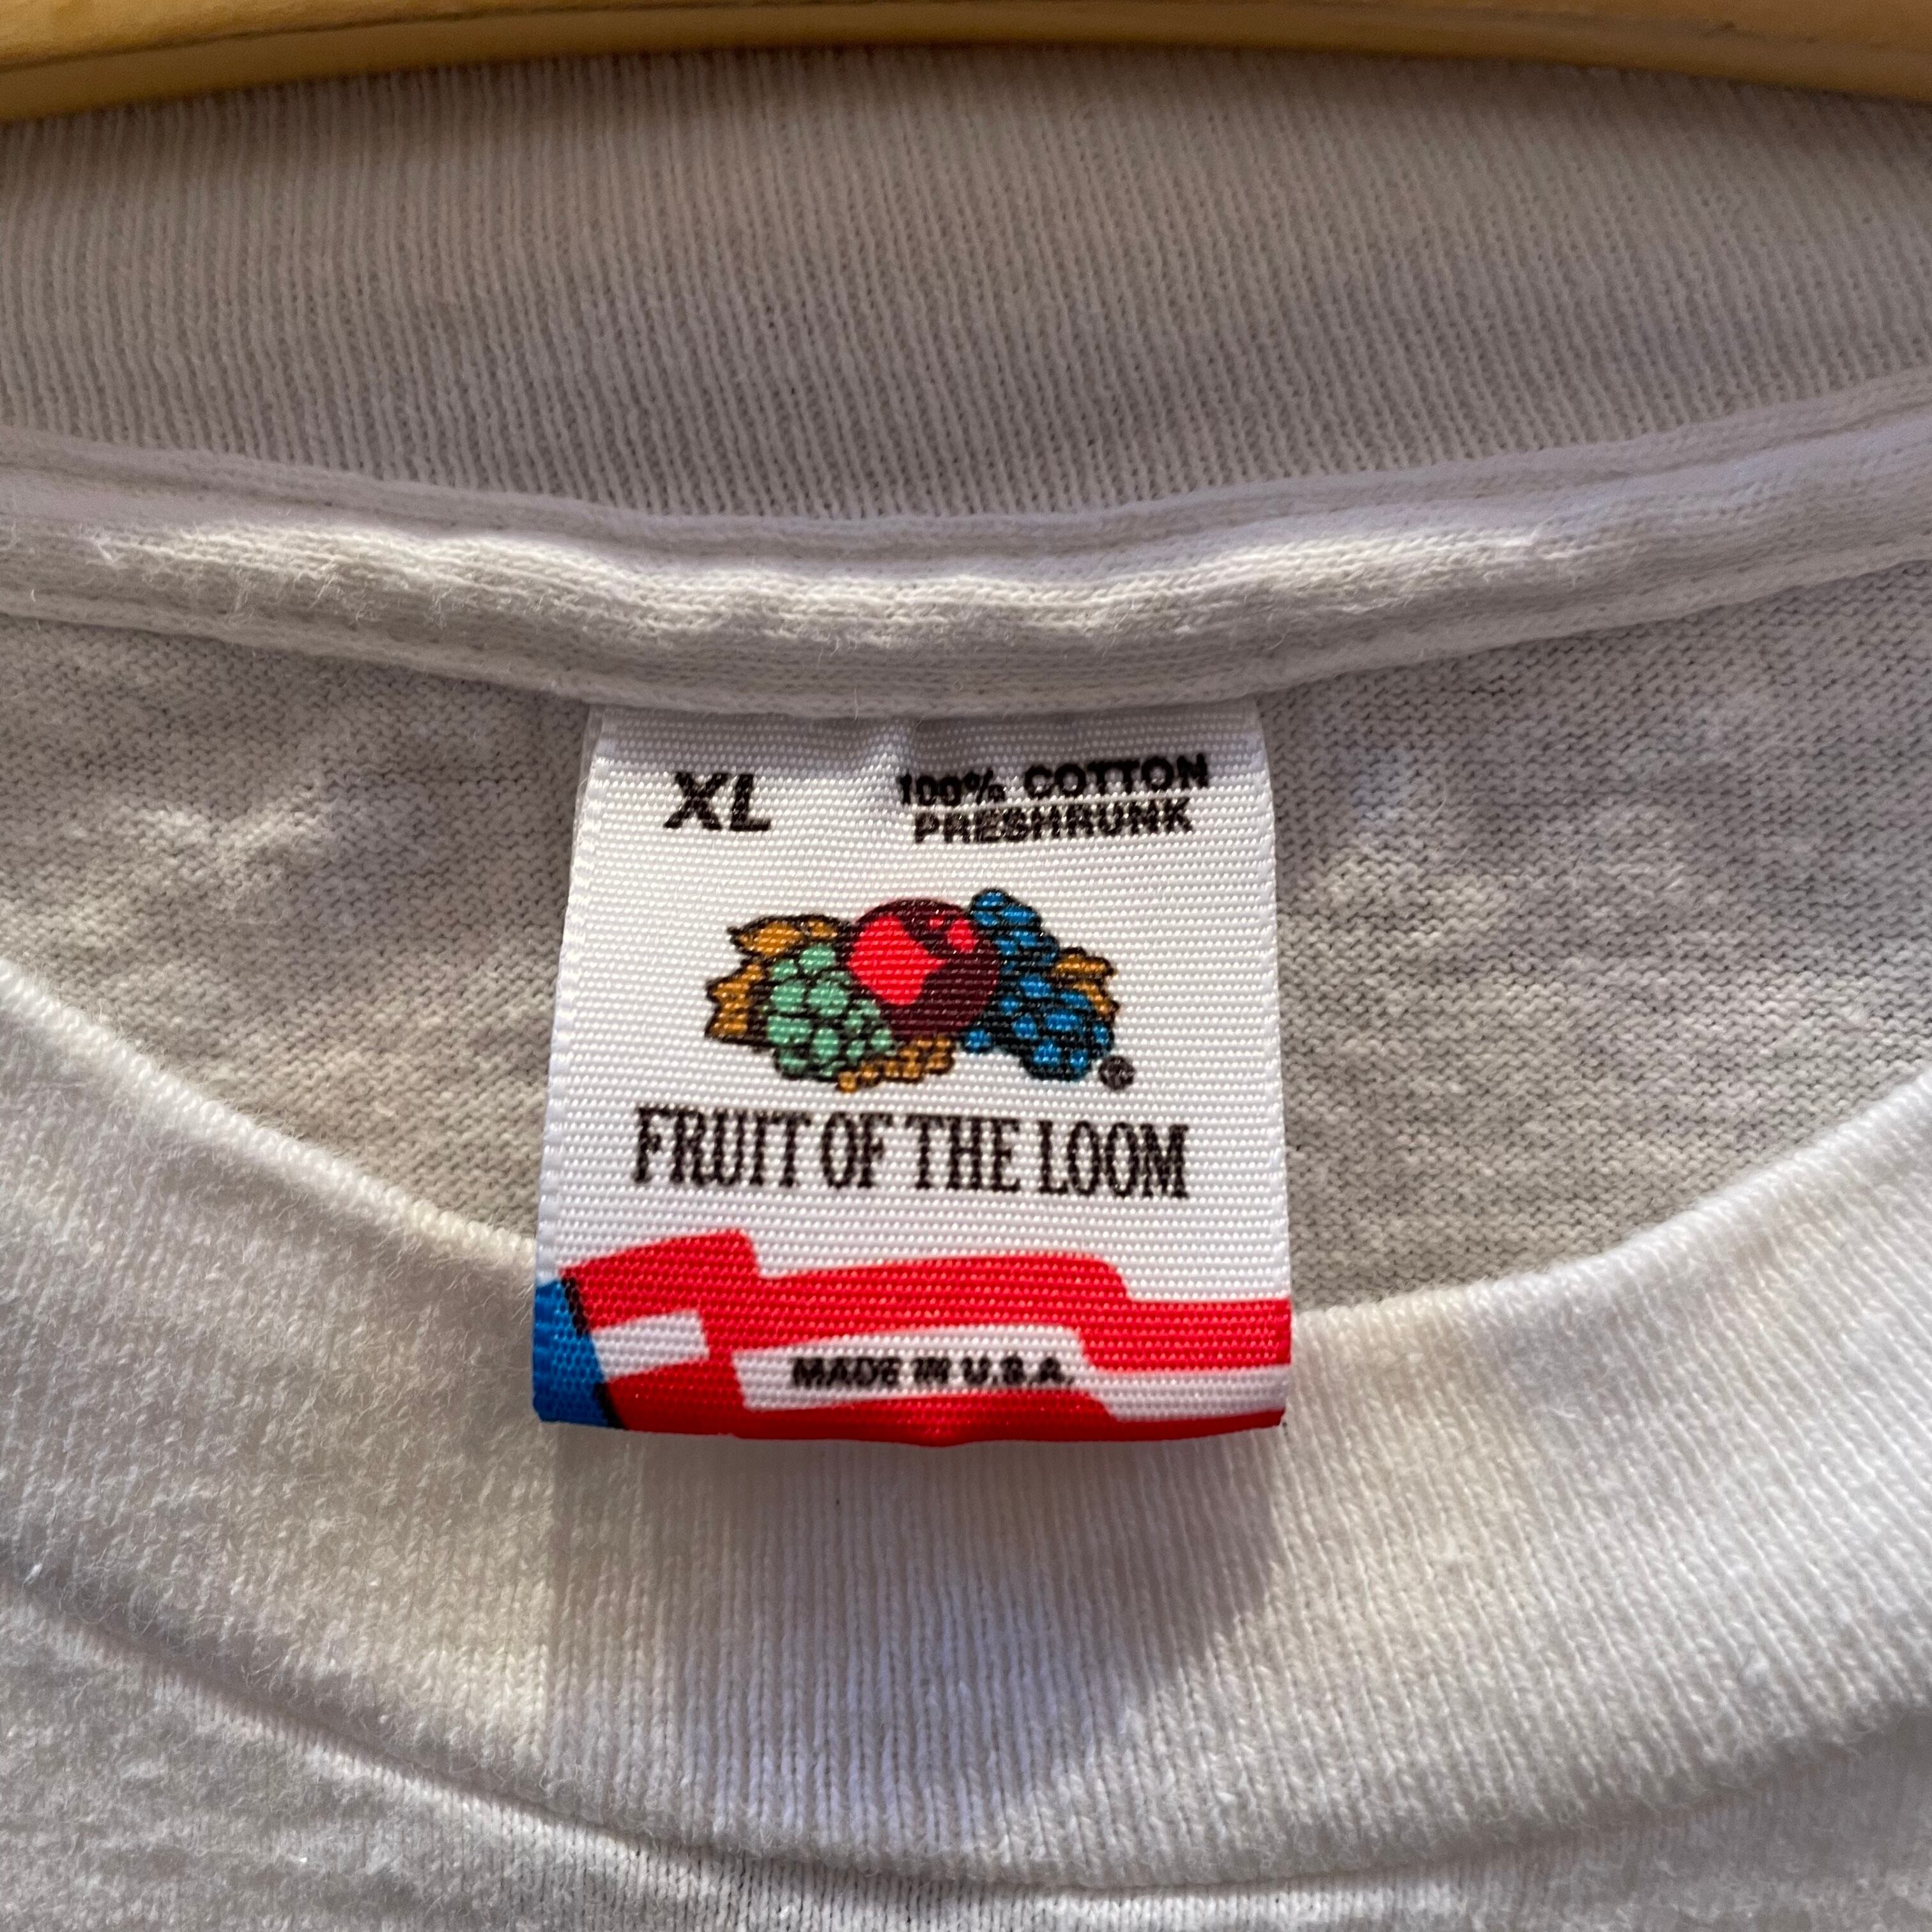 XL
100% COTTON
PRESHRUNK
®
FRUIT OF THE LOOM
MADE IN U.S.A.